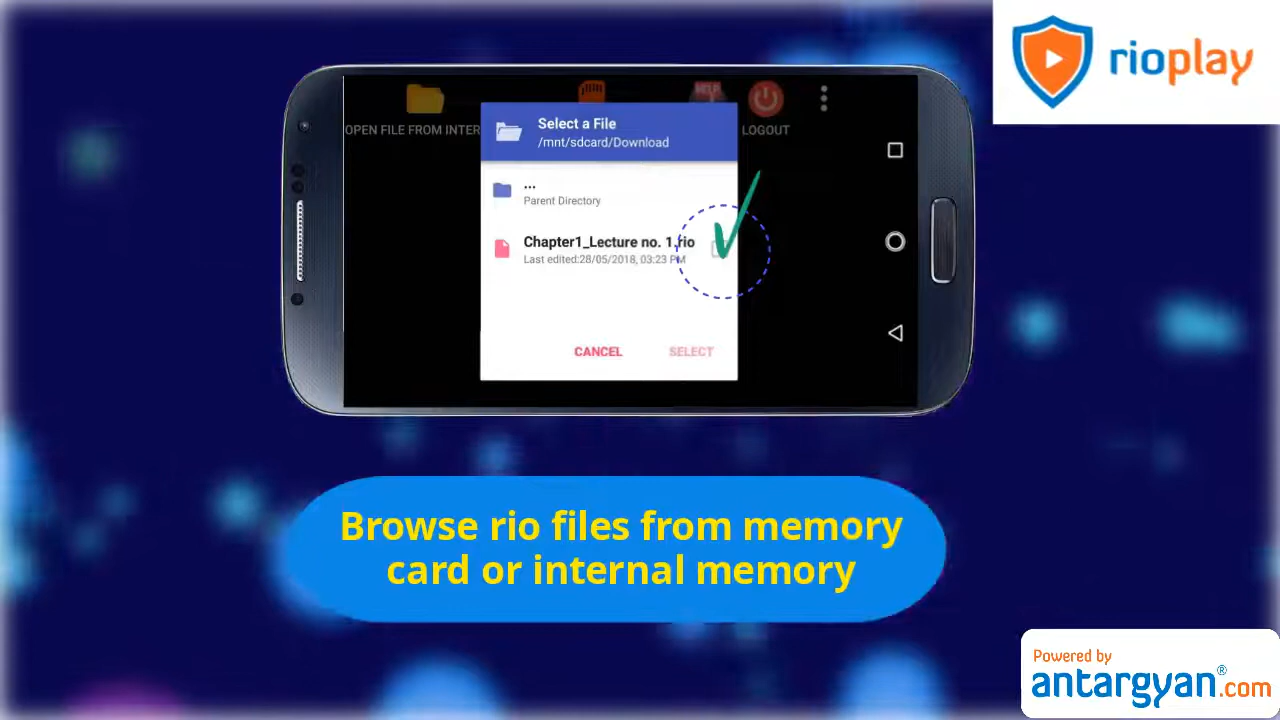 rioplay
OPEN FILE FROM INTER
HELP
LOGOUT
Select a File
/mnt/sdcard/Download
...
Parent Directory
Chapter1_Lecture no. 1.rio
Last edited:28/05/2018, 03:23 PM
CANCEL SELECT
Browse rio files from memory
card or internal memory
Powered by
antargyan®.com